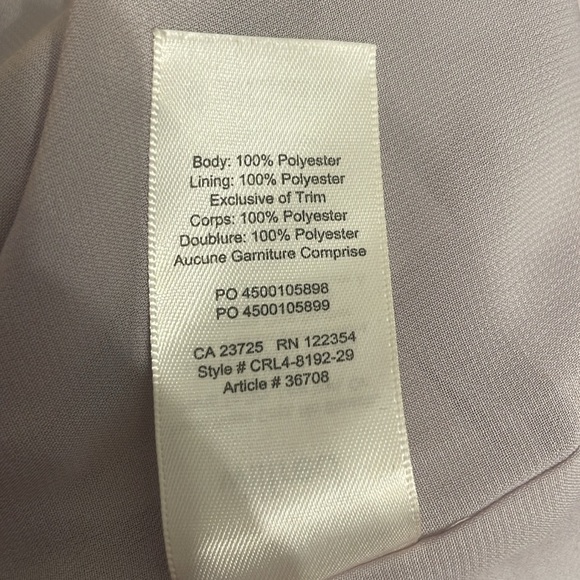 Body: 100% Polyester
Lining: 100% Polyester
Exclusive of Trim
Corps: 100% Polyester
Doublure: 100% Polyester
Aucune Garniture Comprise
PO 4500105898
PO 4500105899
CA 23725 RN 122354
Style # CRL4-8192-29
Article # 36708